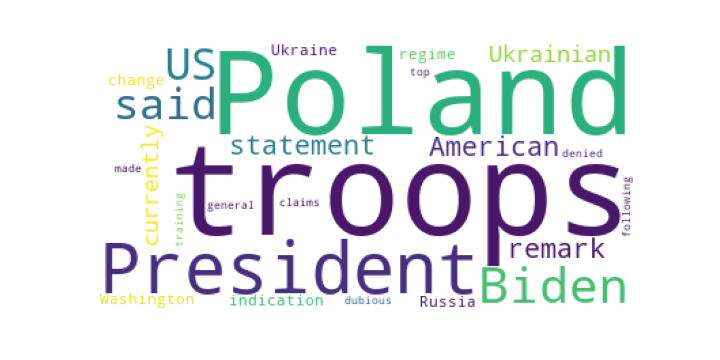 Ukraine
US
Poland
regime
Ukrainian
top
change
said
currently
statement
American
denied
made
troops
training
general
claims
following
President
remark
Biden
Washington
indication
dubious
Russia